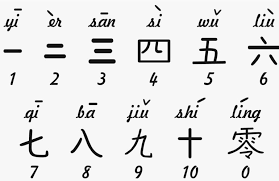 yī èr sān sì wǔ liù
一 二 三 四 五 六
1 2 3 4 5 6
qī bā jiǔ shí líng
七 八 九 十 零
7 8 9 10 0